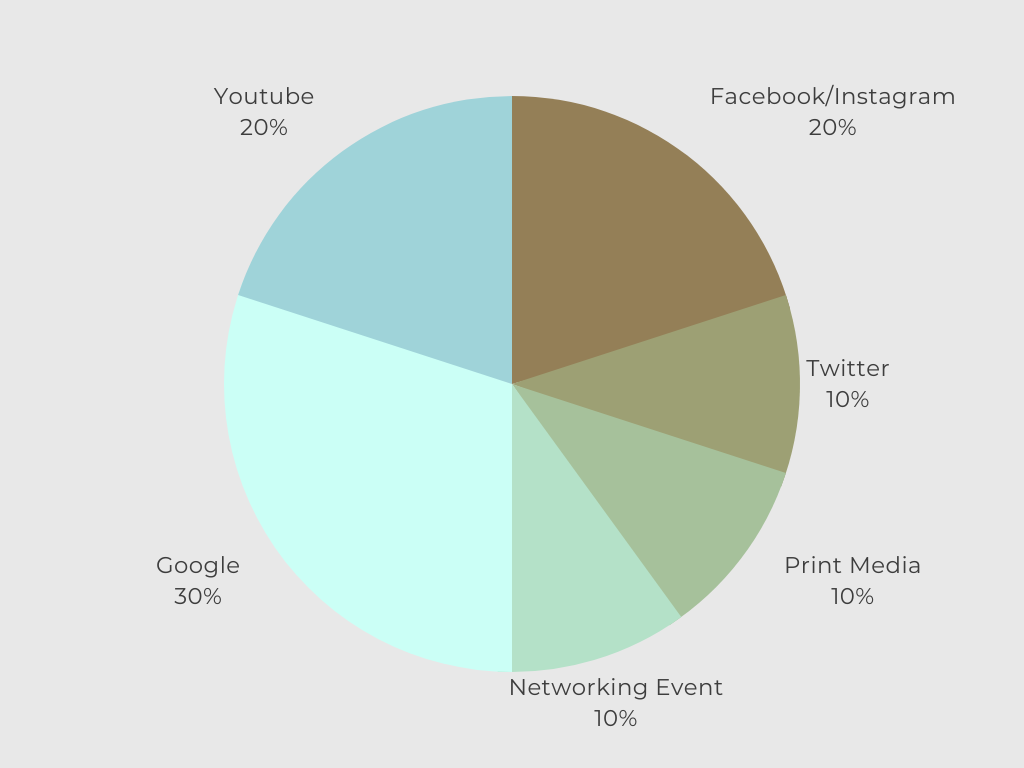 Youtube
20%
Facebook/Instagram
20%
Twitter
10%
Google
30%
Print Media
10%
Networking Event
10%